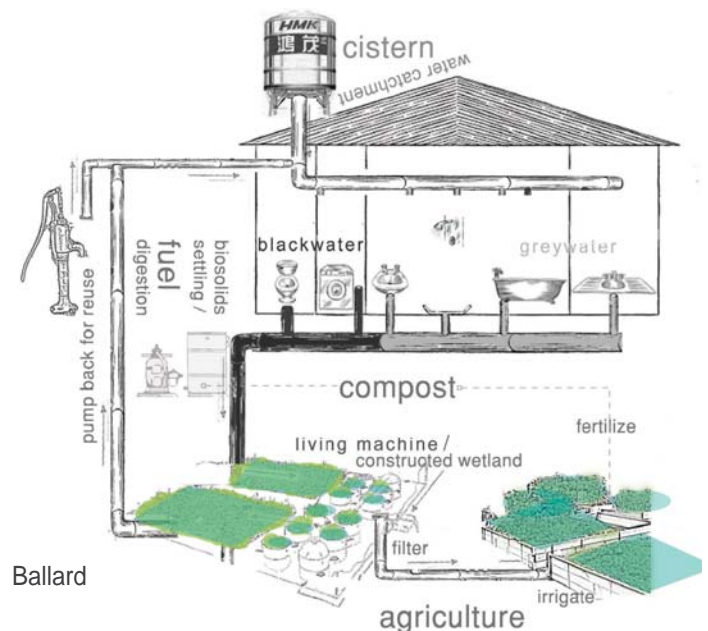 HMK
鴻茂
cistern
water catchment
blackwater
greywater
biosolids
settling /
fuel
digestion
pump back for reuse
compost
fertilize
living machine /
constructed wetland
filter
irrigate
Ballard
agriculture